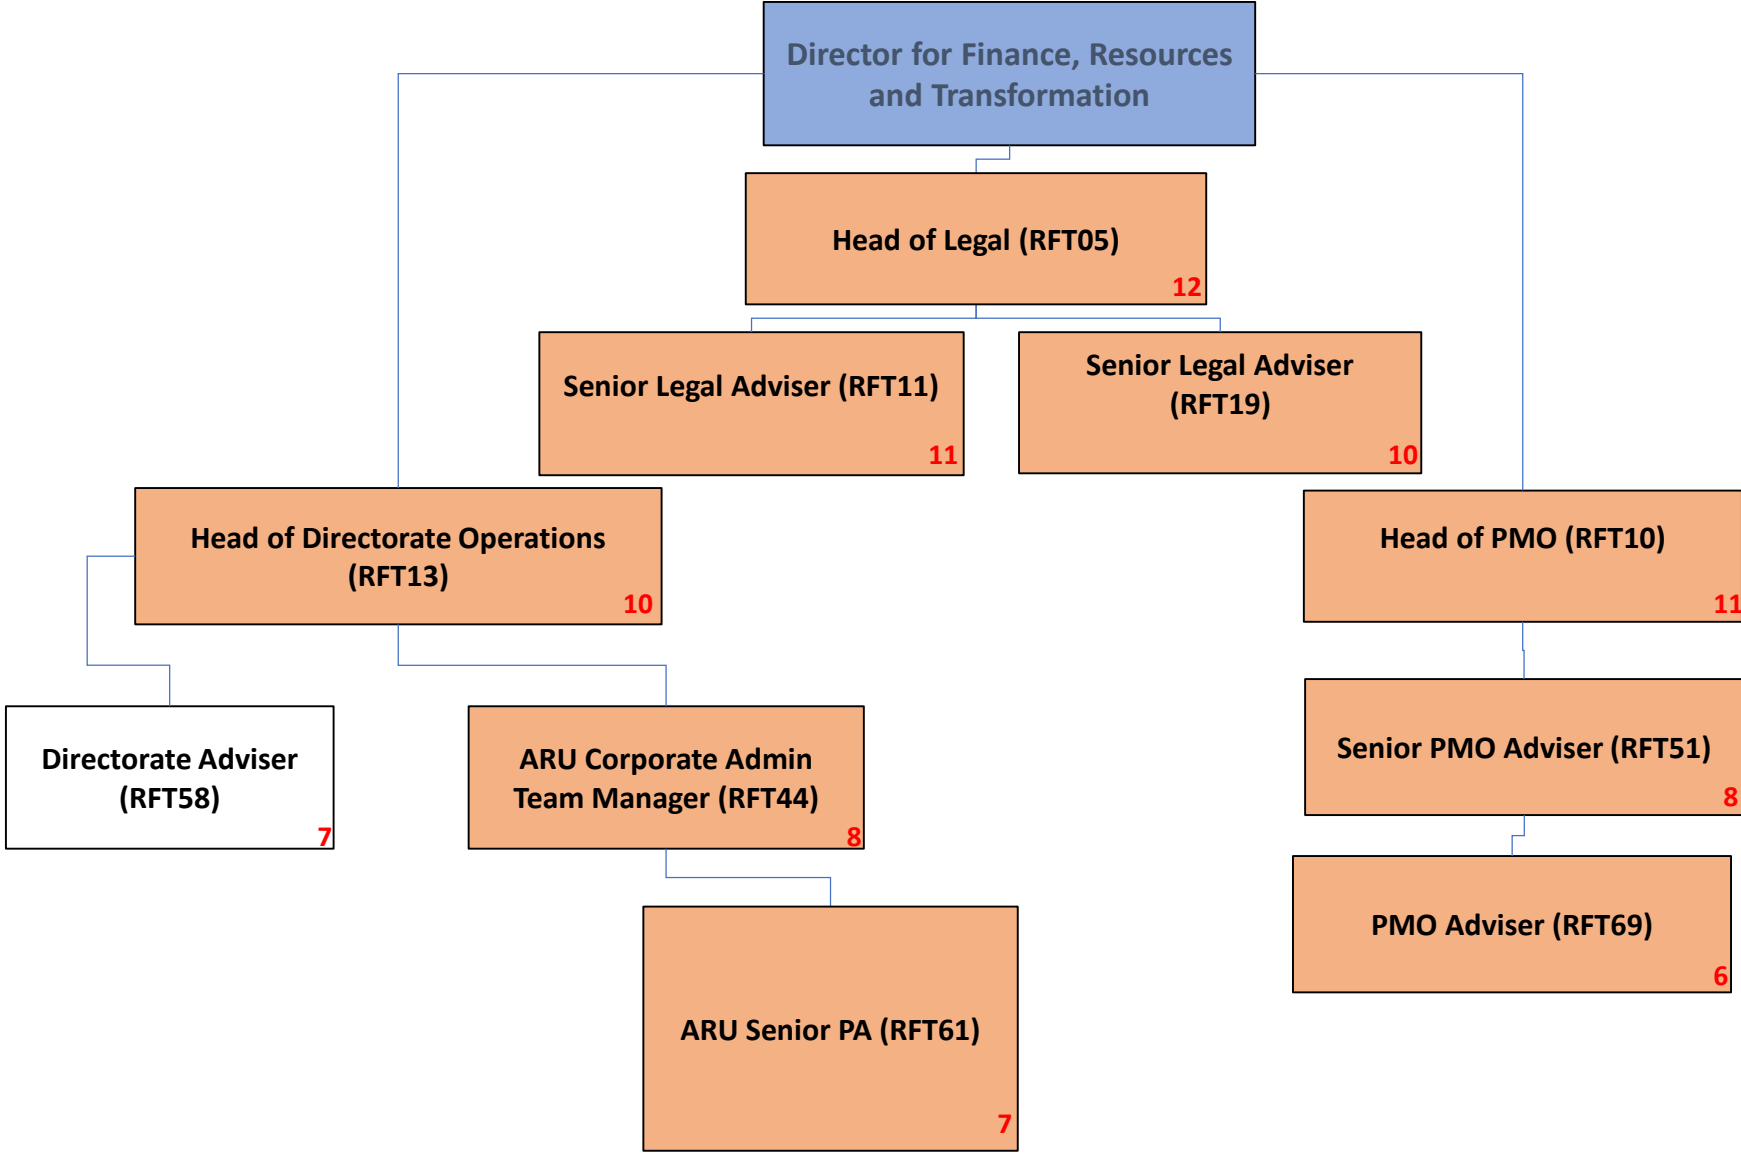 Director for Finance, Resources
and Transformation
Head of Legal (RFT05)
12
Senior Legal Adviser (RFT11)
11
Senior Legal Adviser
(RFT19)
10
Head of Directorate Operations
(RFT13)
10
Head of PMO (RFT10)
11
Directorate Adviser
(RFT58)
7
ARU Corporate Admin
Team Manager (RFT44)
8
Senior PMO Adviser (RFT51)
8
PMO Adviser (RFT69)
6
ARU Senior PA (RFT61)
7